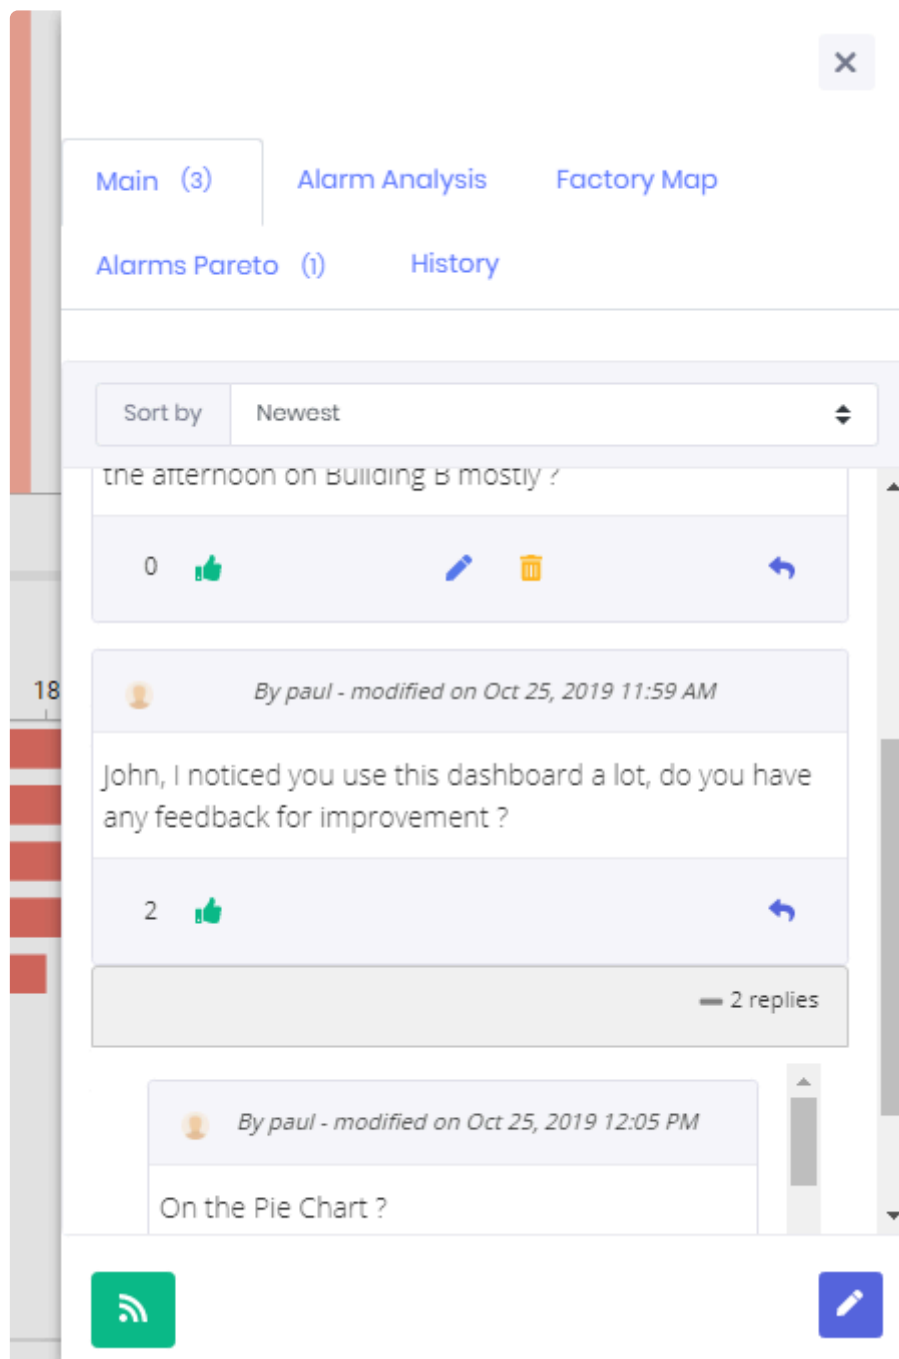 Main (3)
Alarm Analysis
Factory Map
Alarms Pareto (1)
History
Sort by
Newest
the afternoon on Building B mostly ?
0
18
By paul - modified on Oct 25, 2019 11:59 AM
John, I noticed you use this dashboard a lot, do you have
any feedback for improvement ?
2
2 replies
By paul - modified on Oct 25, 2019 12:05 PM
On the Pie Chart ?